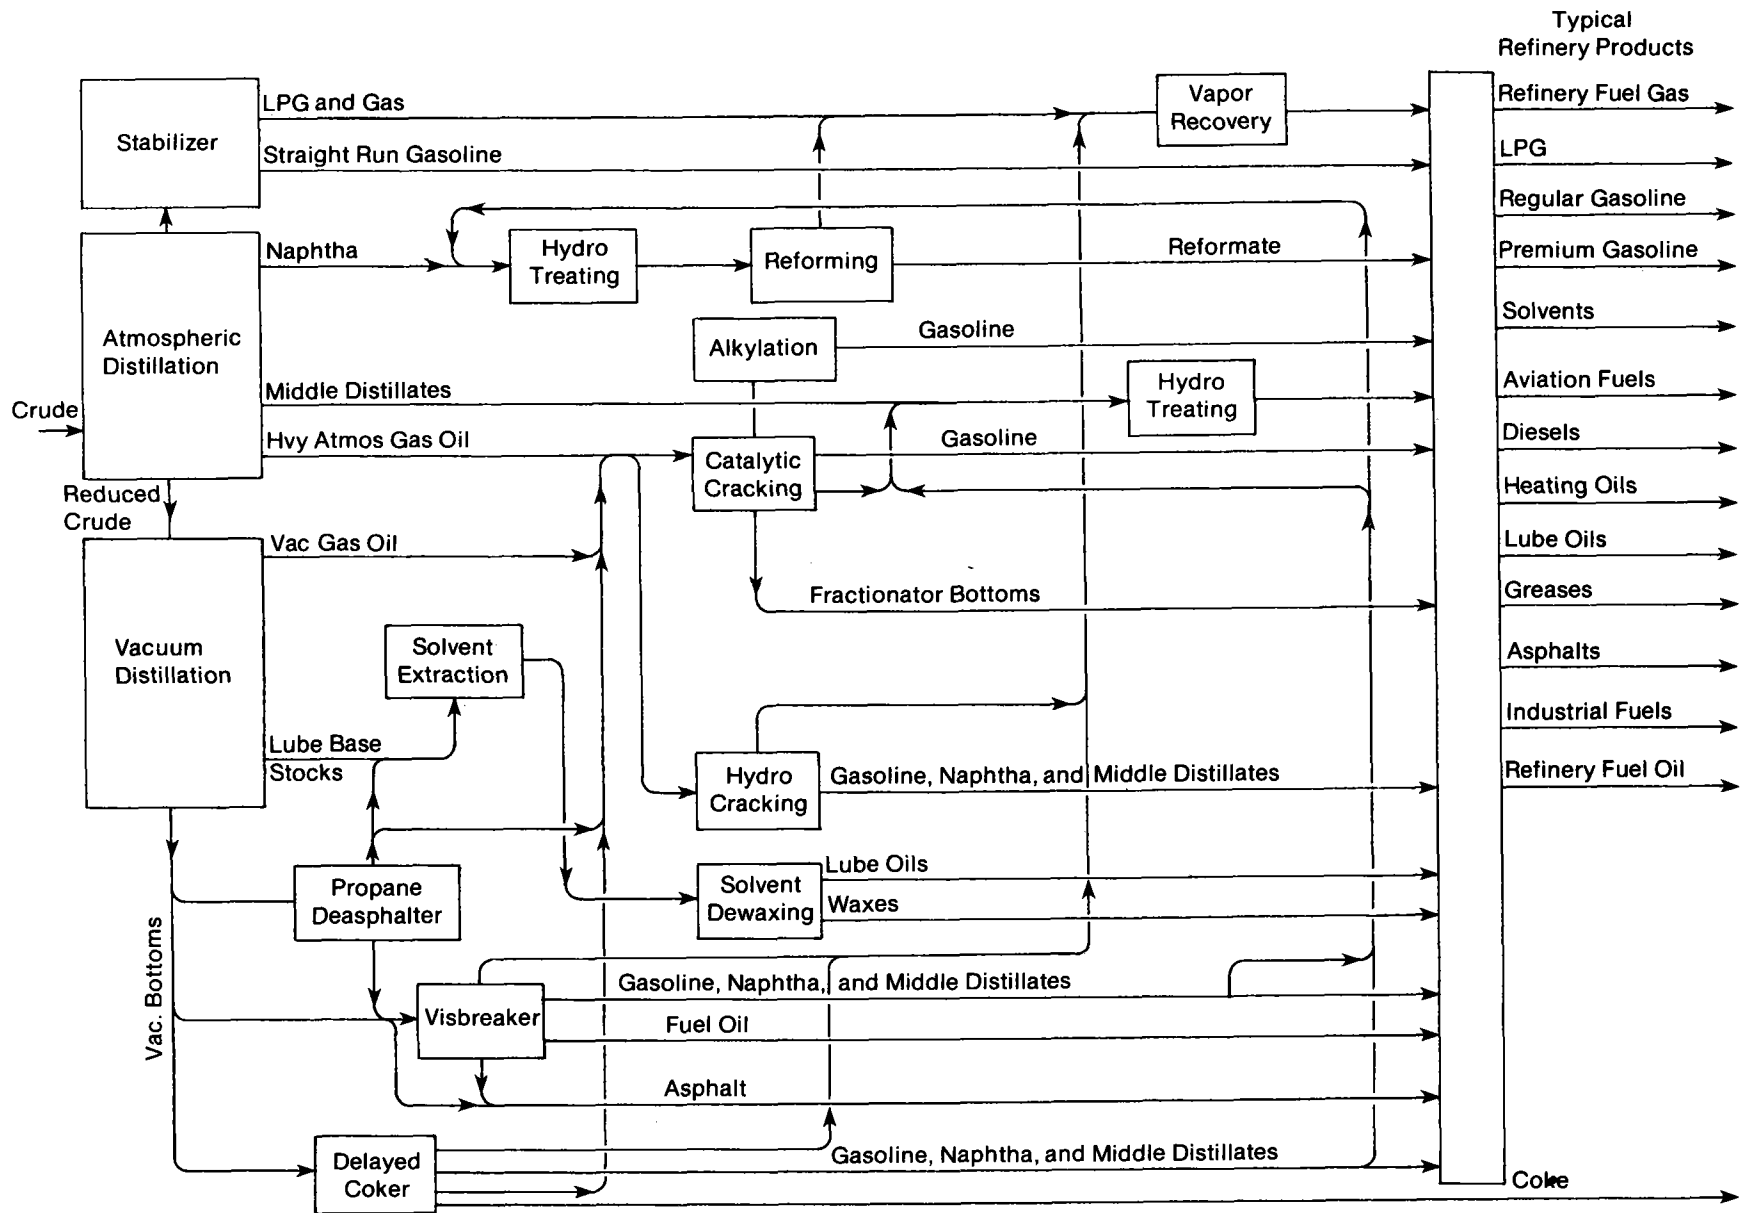 Typical
Refinery Products
Stabilizer
LPG and Gas
Straight Run Gasoline
Vapor
Recovery
Refinery Fuel Gas
LPG
Regular Gasoline
Premium Gasoline
Solvents
Aviation Fuels
Diesels
Heating Oils
Lube Oils
Greases
Asphalts
Industrial Fuels
Refinery Fuel Oil
Coke
Crude
Atmospheric
Distillation
Naphtha
Hydro
Treating
Reforming
Reformate
Alkylation
Gasoline
Middle Distillates
Hydro
Treating
Hvy Atmos Gas Oil
Catalytic
Cracking
Gasoline
Reduced
Crude
Vac Gas Oil
Fractionator Bottoms
Vacuum
Distillation
Solvent
Extraction
Lube Base
Stocks
Hydro
Cracking
Gasoline, Naphtha, and Middle Distillates
Propane
Deasphalter
Solvent
Dewaxing
Lube Oils
Waxes
Vac. Bottoms
Visbreaker
Gasoline, Naphtha, and Middle Distillates
Fuel Oil
Asphalt
Delayed
Coker
Gasoline, Naphtha, and Middle Distillates